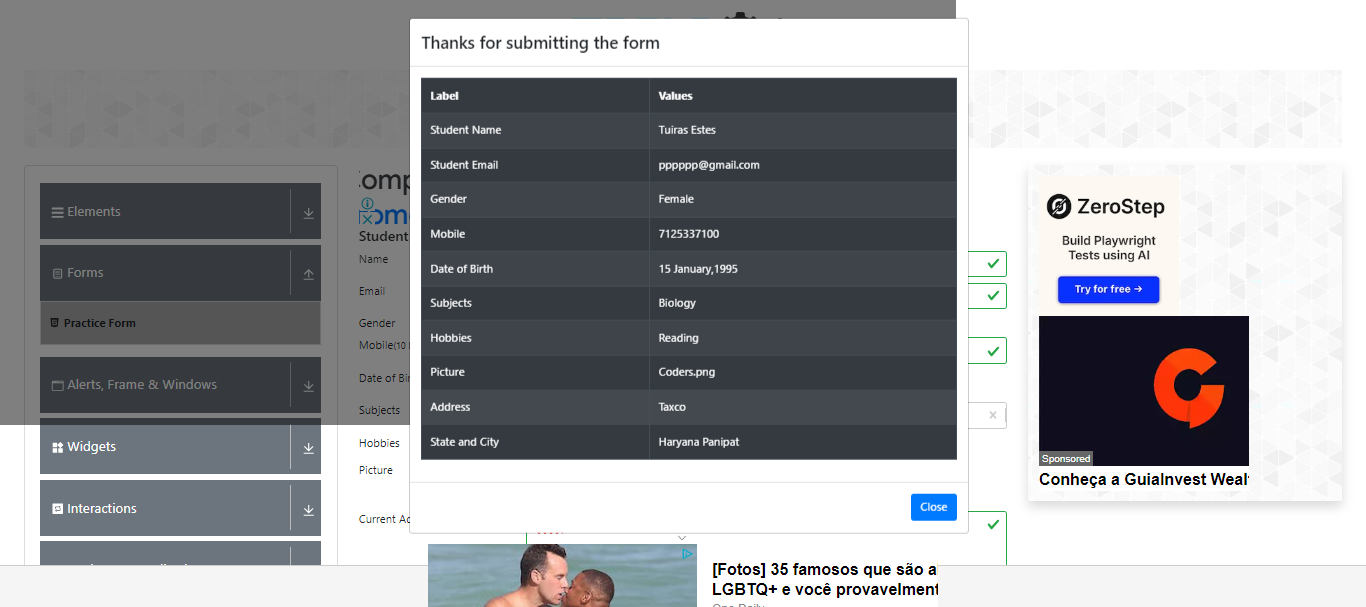 Thanks for submitting the form
Label Values
Student Name Tuiras Estes
Student Email pppppp@gmail.com
Gender Female
Mobile 7125337100
Date of Birth 15 January,1995
Subjects Biology
Hobbies Reading
Picture Coders.png
Address Taxco
State and City Haryana Panipat
Close
Elements
Forms
Practice Form
Alerts, Frame & Windows
Widgets
Interactions
Student
Name
Email
Gender
Mobile(10
Date of Bi
Subjects
Hobbies
Picture
Current Ad
ZeroStep
Build Playwright
Tests using AI
Try for free →
Sponsored
Conheça a GuiaInvest Weal
[Fotos] 35 famosos que são a
LGBTQ+ e você provavelment